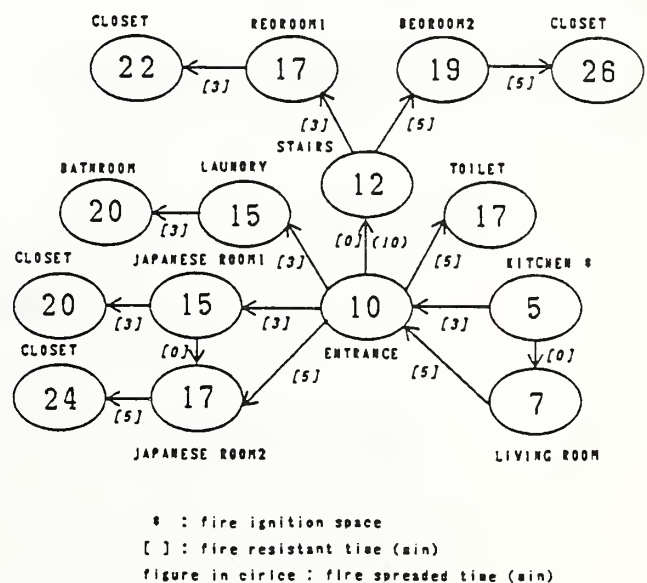 CLOSET REDROOM1 BEDROOM2 CLOSET
22 17 19 26
[3] [5]
[3] [5]
STAIRS
BATHROOM LAUNDRY TOILET
12
20 15 17
[3] [0] (10)
CLOSET JAPANESE ROOM1 [3] [5] KITCHEN *
20 15 10 5
[3] [3] [3]
CLOSET [0] ENTRANCE [0]
[5] [5]
24 17 7
[5]
JAPANESE ROOM2 LIVING ROOM
* : fire ignition space
[ ] : fire resistant time (min)
figure in cirlce : fire spreaded time (min)